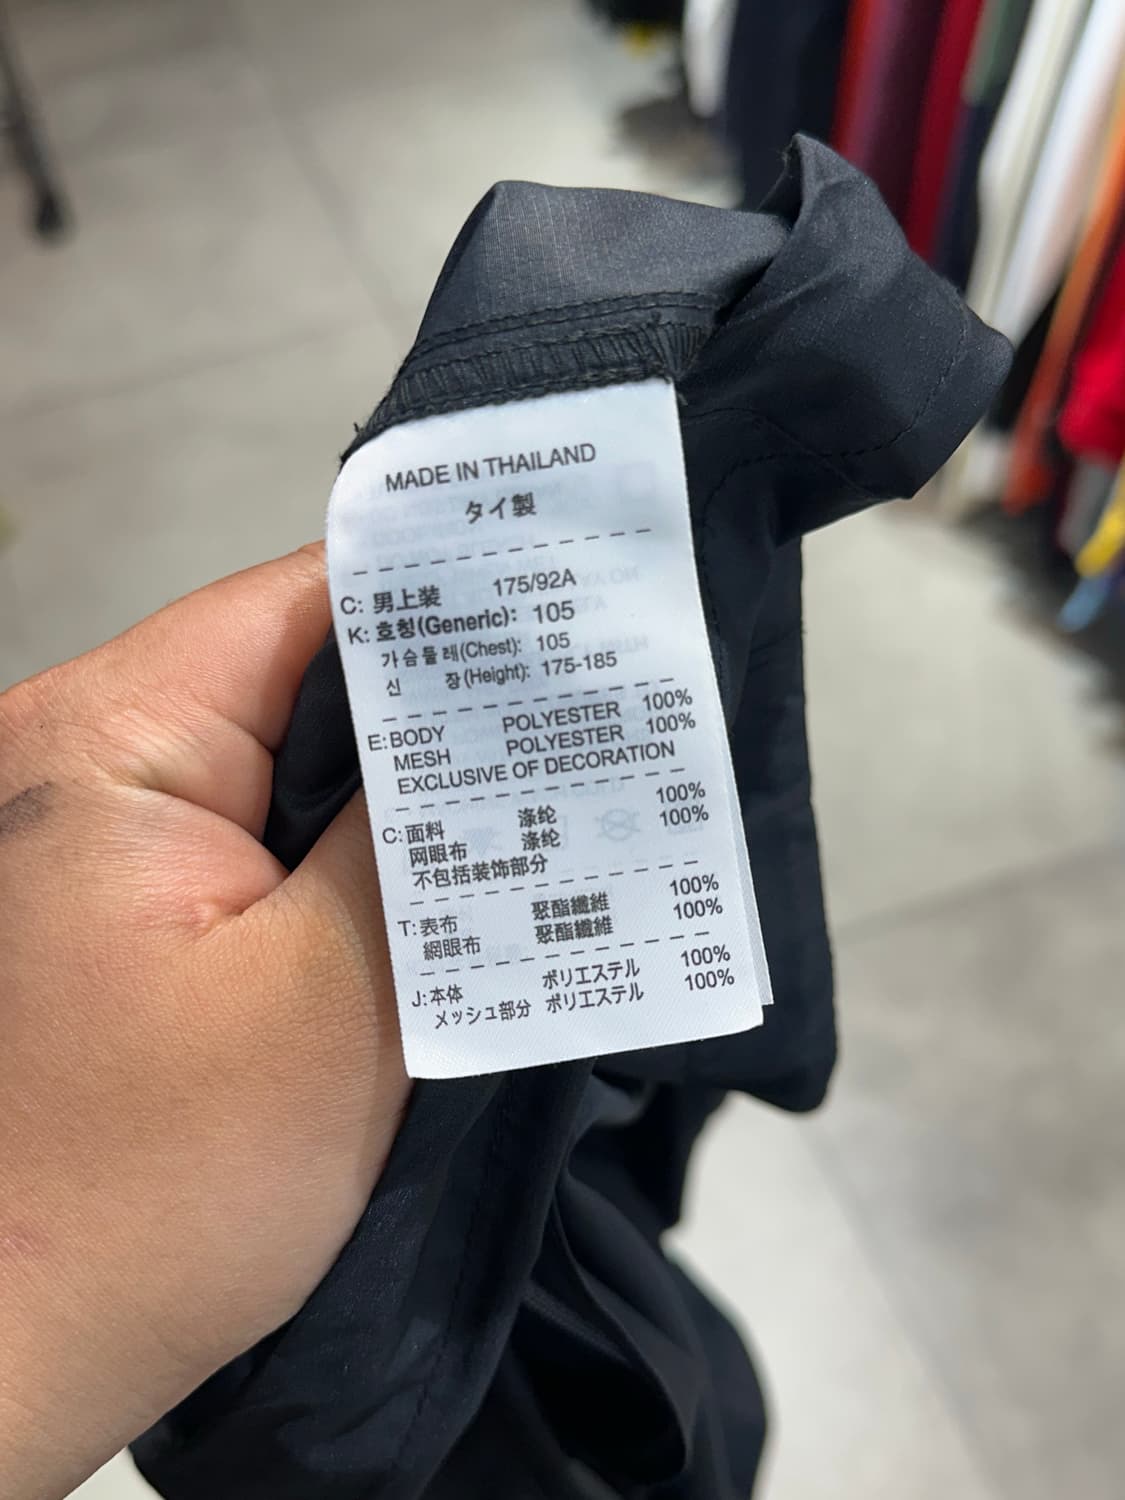 MADE IN THAILAND
タイ製
C: 男上装 175/92A
K: 호칭(Generic): 105
가슴둘레(Chest): 105
신 장(Height): 175-185
E: BODY POLYESTER 100%
MESH POLYESTER 100%
EXCLUSIVE OF DECORATION
C: 面料 涤纶 100%
网眼布 涤纶 100%
不包括装饰部分
T: 表布 聚酯纖維 100%
網眼布 聚酯纖維 100%
J: 本体 ポリエステル 100%
メッシュ部分 ポリエステル 100%